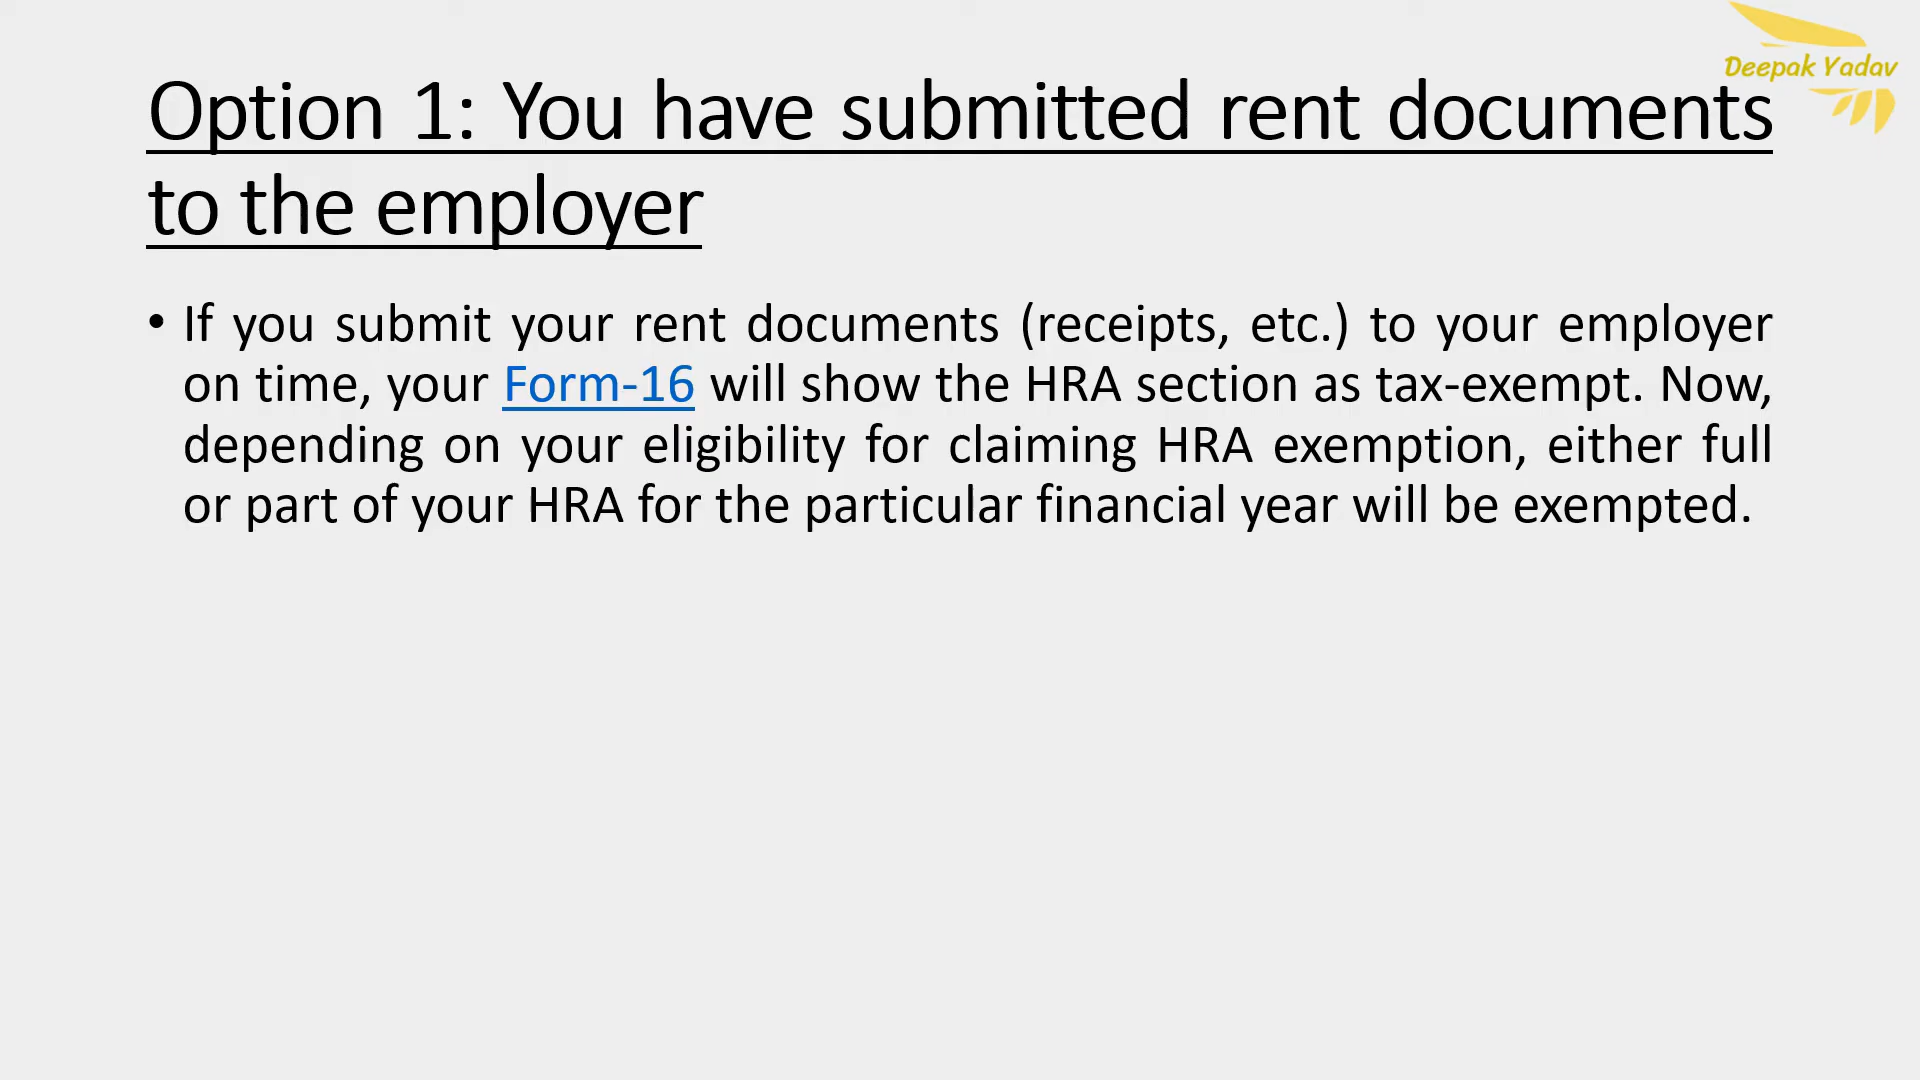 Deepak Yadav
Option 1: You have submitted rent documents
to the employer
• If you submit your rent documents (receipts, etc.) to your employer
on time, your Form-16 will show the HRA section as tax-exempt. Now,
depending on your eligibility for claiming HRA exemption, either full
or part of your HRA for the particular financial year will be exempted.